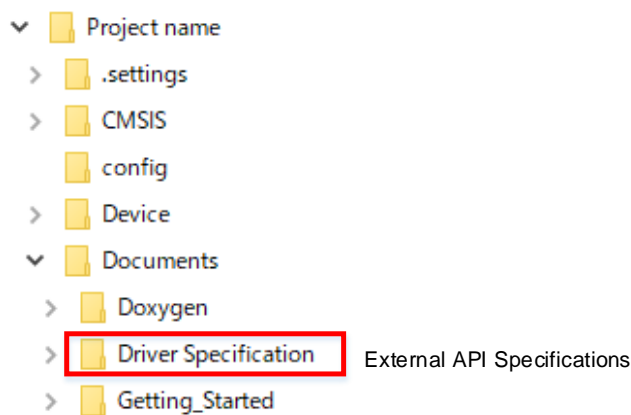 Project name
.settings
CMSIS
config
Device
Documents
Doxygen
Driver Specification External API Specifications
Getting_Started